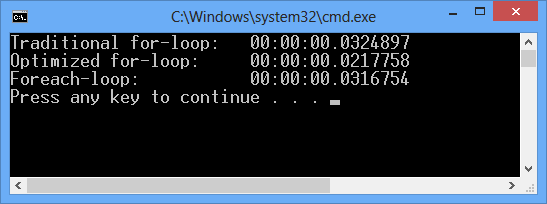 C:\Windows\system32\cmd.exe
Traditional for-loop: 00:00:00.0324897
Optimized for-loop: 00:00:00.0217758
Foreach-loop: 00:00:00.0316754
Press any key to continue . . .